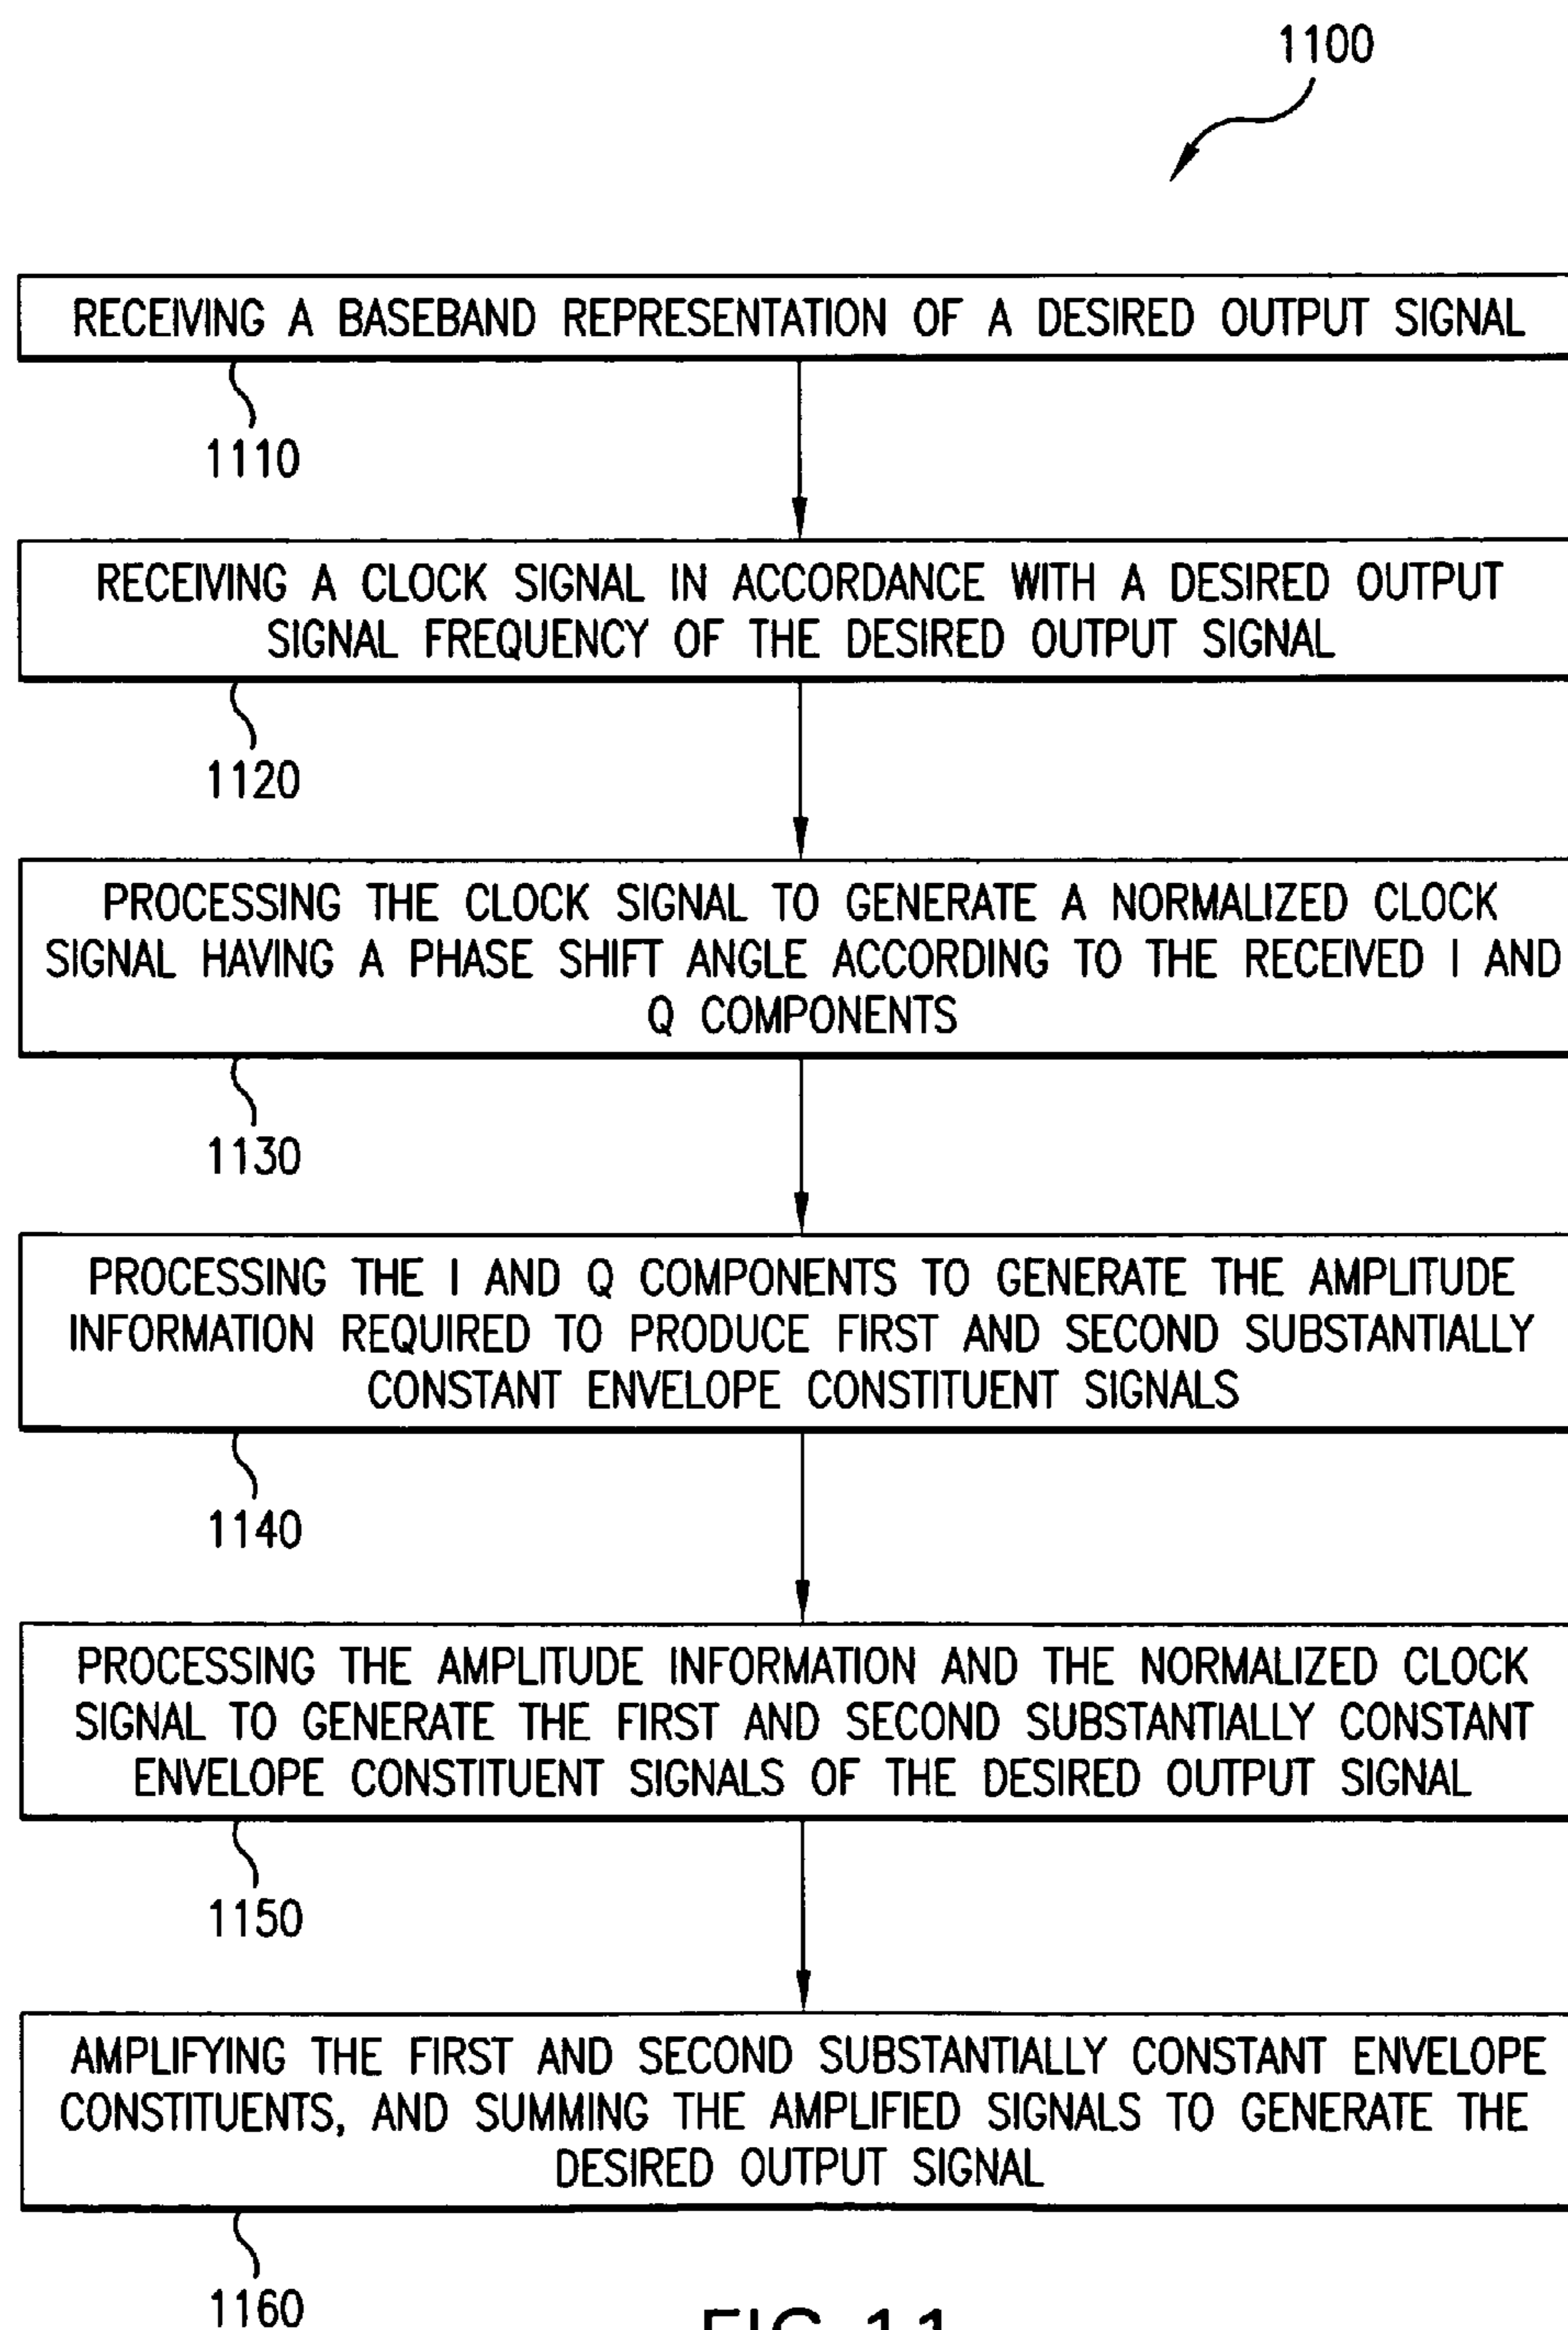 1100
RECEIVING A BASEBAND REPRESENTATION OF A DESIRED OUTPUT SIGNAL
1110
RECEIVING A CLOCK SIGNAL IN ACCORDANCE WITH A DESIRED OUTPUT
SIGNAL FREQUENCY OF THE DESIRED OUTPUT SIGNAL
1120
PROCESSING THE CLOCK SIGNAL TO GENERATE A NORMALIZED CLOCK
SIGNAL HAVING A PHASE SHIFT ANGLE ACCORDING TO THE RECEIVED I AND
Q COMPONENTS
1130
PROCESSING THE I AND Q COMPONENTS TO GENERATE THE AMPLITUDE
INFORMATION REQUIRED TO PRODUCE FIRST AND SECOND SUBSTANTIALLY
CONSTANT ENVELOPE CONSTITUENT SIGNALS
1140
PROCESSING THE AMPLITUDE INFORMATION AND THE NORMALIZED CLOCK
SIGNAL TO GENERATE THE FIRST AND SECOND SUBSTANTIALLY CONSTANT
ENVELOPE CONSTITUENT SIGNALS OF THE DESIRED OUTPUT SIGNAL
1150
AMPLIFYING THE FIRST AND SECOND SUBSTANTIALLY CONSTANT ENVELOPE
CONSTITUENTS, AND SUMMING THE AMPLIFIED SIGNALS TO GENERATE THE
DESIRED OUTPUT SIGNAL
1160
FIG. 11